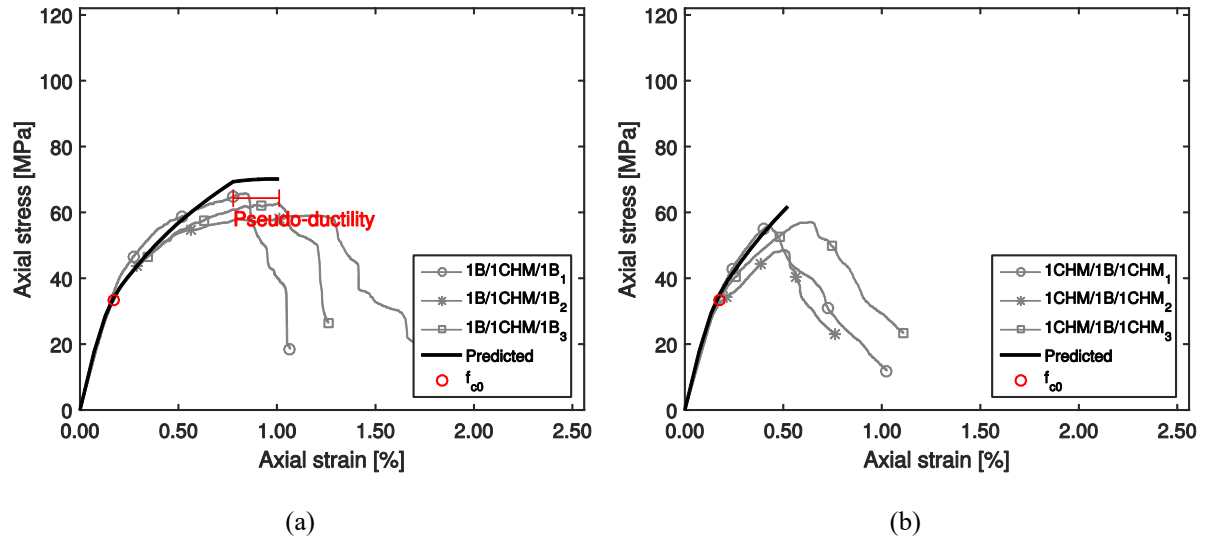 120
100
80
60
40
20
0
Axial stress [MPa]
Pseudo-ductility
1B/1CHM/1B1
1B/1CHM/1B2
1B/1CHM/1B3
Predicted
fc0
0.00 0.50 1.00 1.50 2.00 2.50
Axial strain [%]
(a)
120
100
80
60
40
20
0
Axial stress [MPa]
1CHM/1B/1CHM1
1CHM/1B/1CHM2
1CHM/1B/1CHM3
Predicted
fc0
0.00 0.50 1.00 1.50 2.00 2.50
Axial strain [%]
(b)